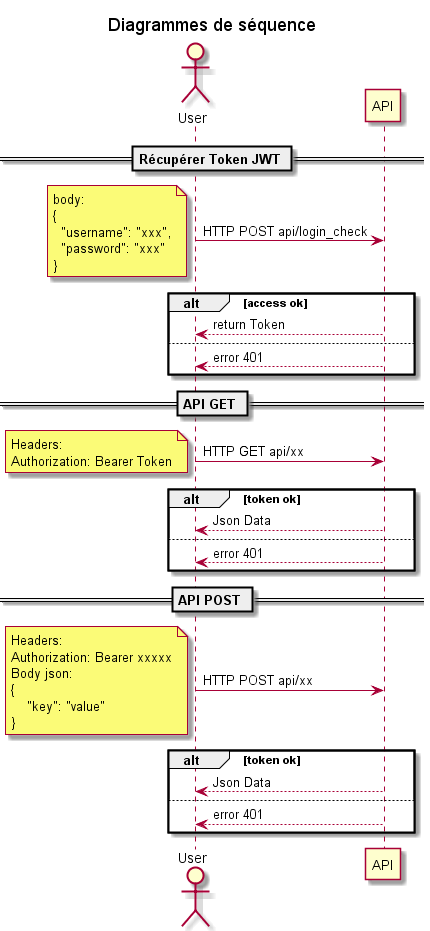 Diagrammes de séquence
User
API
Récupérer Token JWT
body:
{
"username": "xxx",
"password": "xxx"
}
HTTP POST api/login_check
alt
[access ok]
return Token
error 401
API GET
Headers:
Authorization: Bearer Token
HTTP GET api/xx
alt
[token ok]
Json Data
error 401
API POST
Headers:
Authorization: Bearer xxxxx
Body json:
{
"key": "value"
}
HTTP POST api/xx
alt
[token ok]
Json Data
error 401
User
API